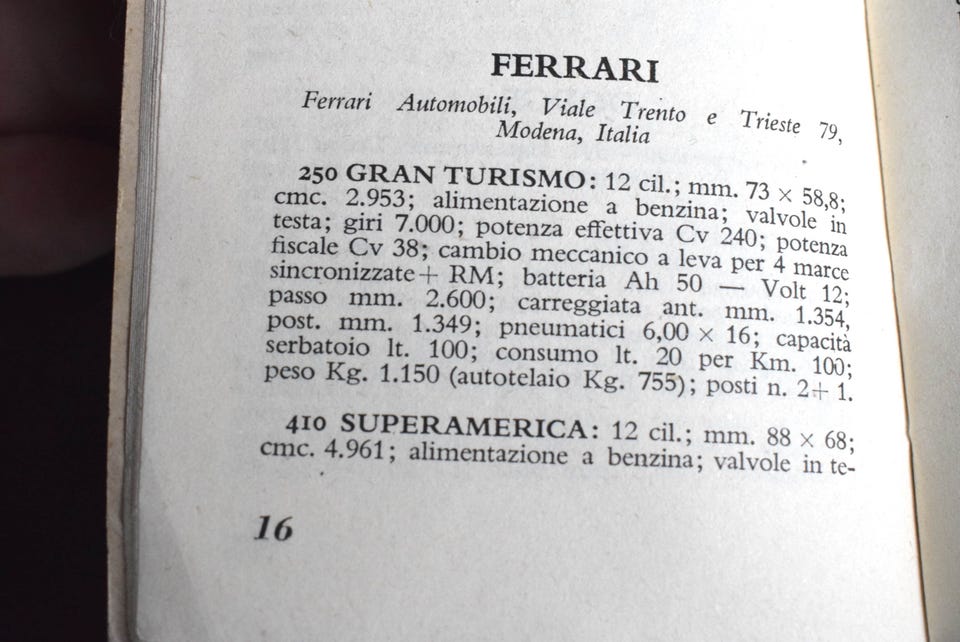 FERRARI
Ferrari Automobili, Viale Trento e Trieste 79,
Modena, Italia
250 GRAN TURISMO: 12 cil.; mm. 73 × 58,8;
cmc. 2.953; alimentazione a benzina; valvole in
testa; giri 7.000; potenza effettiva Cv 240; potenza
fiscale Cv 38; cambio meccanico a leva per 4 marce
sincronizzate + RM; batteria Ah 50 — Volt 12;
passo mm. 2.600; carreggiata ant. mm. 1.354,
post. mm. 1.349; pneumatici 6,00 × 16; capacità
serbatoio lt. 100; consumo lt. 20 per Km. 100;
peso Kg. 1.150 (autotelaio Kg. 755); posti n. 2+1.
410 SUPERAMERICA: 12 cil.; mm. 88 × 68;
cmc. 4.961; alimentazione a benzina; valvole in te-
16